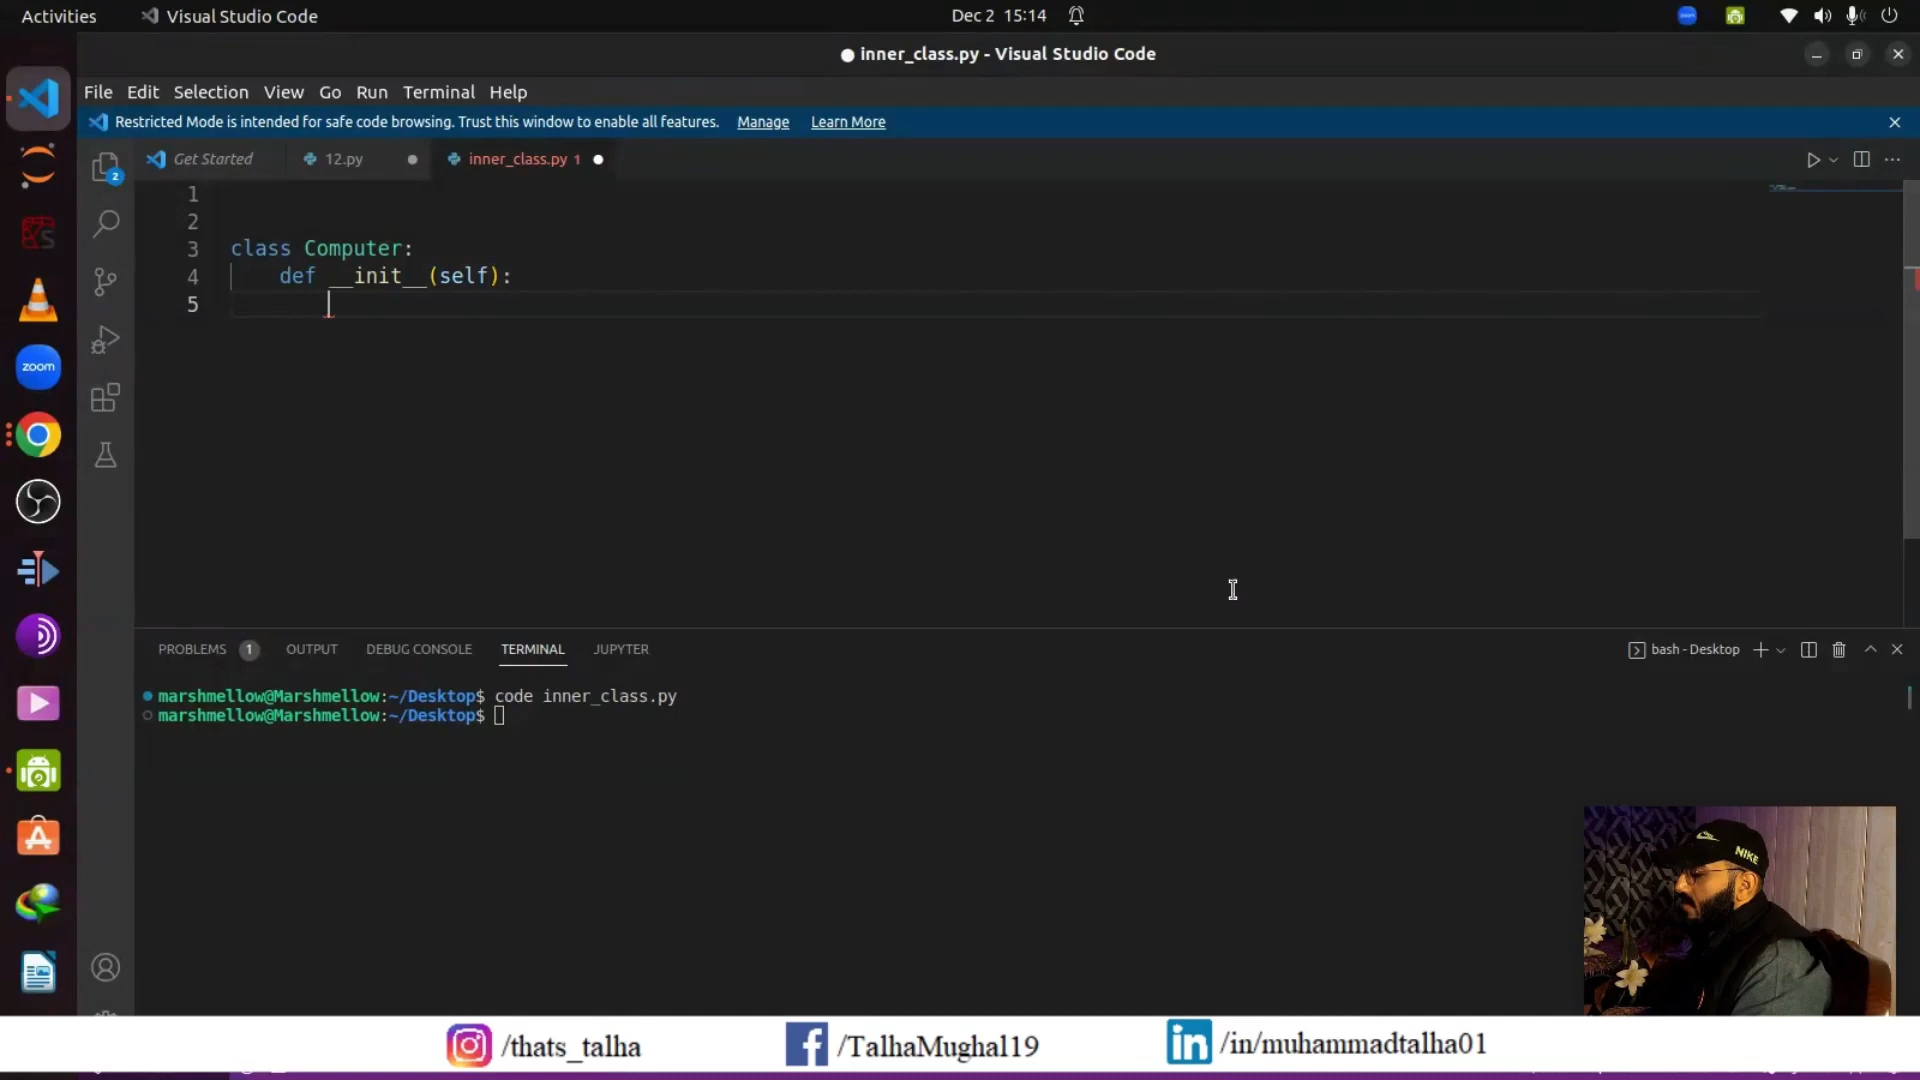 Activities Visual Studio Code Dec 2 15:14
inner_class.py - Visual Studio Code
File Edit Selection View Go Run Terminal Help
Restricted Mode is intended for safe code browsing. Trust this window to enable all features. Manage Learn More
Get Started 12.py inner_class.py 1
2
1
2
3 class Computer:
4 def __init__(self):
5
zoom
PROBLEMS 1 OUTPUT DEBUG CONSOLE TERMINAL JUPYTER bash - Desktop
marshmellow@Marshmellow:~/Desktop$ code inner_class.py
marshmellow@Marshmellow:~/Desktop$
NIKE
/thats_talha /TalhaMughal19 /in/muhammadtalha01